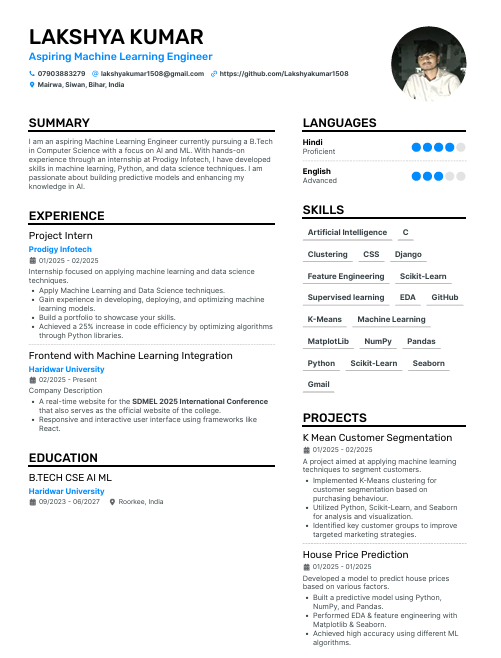 LAKSHYA KUMAR
Aspiring Machine Learning Engineer
07903883279 lakshyakumar1508@gmail.com https://github.com/Lakshyakumar1508
Mairwa, Siwan, Bihar, India
SUMMARY
I am an aspiring Machine Learning Engineer currently pursuing a B.Tech
in Computer Science with a focus on AI and ML. With hands-on
experience through an internship at Prodigy Infotech, I have developed
skills in machine learning, Python, and data science techniques. I am
passionate about building predictive models and enhancing my
knowledge in AI.
EXPERIENCE
Project Intern
Prodigy Infotech
01/2025 - 02/2025
Internship focused on applying machine learning and data science
techniques.
• Apply Machine Learning and Data Science techniques.
• Gain experience in developing, deploying, and optimizing machine
learning models.
• Build a portfolio to showcase your skills.
• Achieved a 25% increase in code efficiency by optimizing algorithms
through Python libraries.
Frontend with Machine Learning Integration
Haridwar University
02/2025 - Present
Company Description
• A real-time website for the SDMEL 2025 International Conference
that also serves as the official website of the college.
• Responsive and interactive user interface using frameworks like
React.
EDUCATION
B.TECH CSE AI ML
Haridwar University
09/2023 - 06/2027 Roorkee, India
LANGUAGES
Hindi
Proficient
English
Advanced
SKILLS
Artificial Intelligence C
Clustering CSS Django
Feature Engineering Scikit-Learn
Supervised learning EDA GitHub
K-Means Machine Learning
MatplotLib NumPy Pandas
Python Scikit-Learn Seaborn
Gmail
PROJECTS
K Mean Customer Segmentation
01/2025 - 02/2025
A project aimed at applying machine learning
techniques to segment customers.
• Implemented K-Means clustering for
customer segmentation based on
purchasing behaviour.
• Utilized Python, Scikit-Learn, and Seaborn
for analysis and visualization.
• Identified key customer groups to improve
targeted marketing strategies.
House Price Prediction
01/2025 - 01/2025
Developed a model to predict house prices
based on various factors.
• Built a predictive model using Python,
NumPy, and Pandas.
• Performed EDA & feature engineering with
Matplotlib & Seaborn.
• Achieved high accuracy using different ML
algorithms.